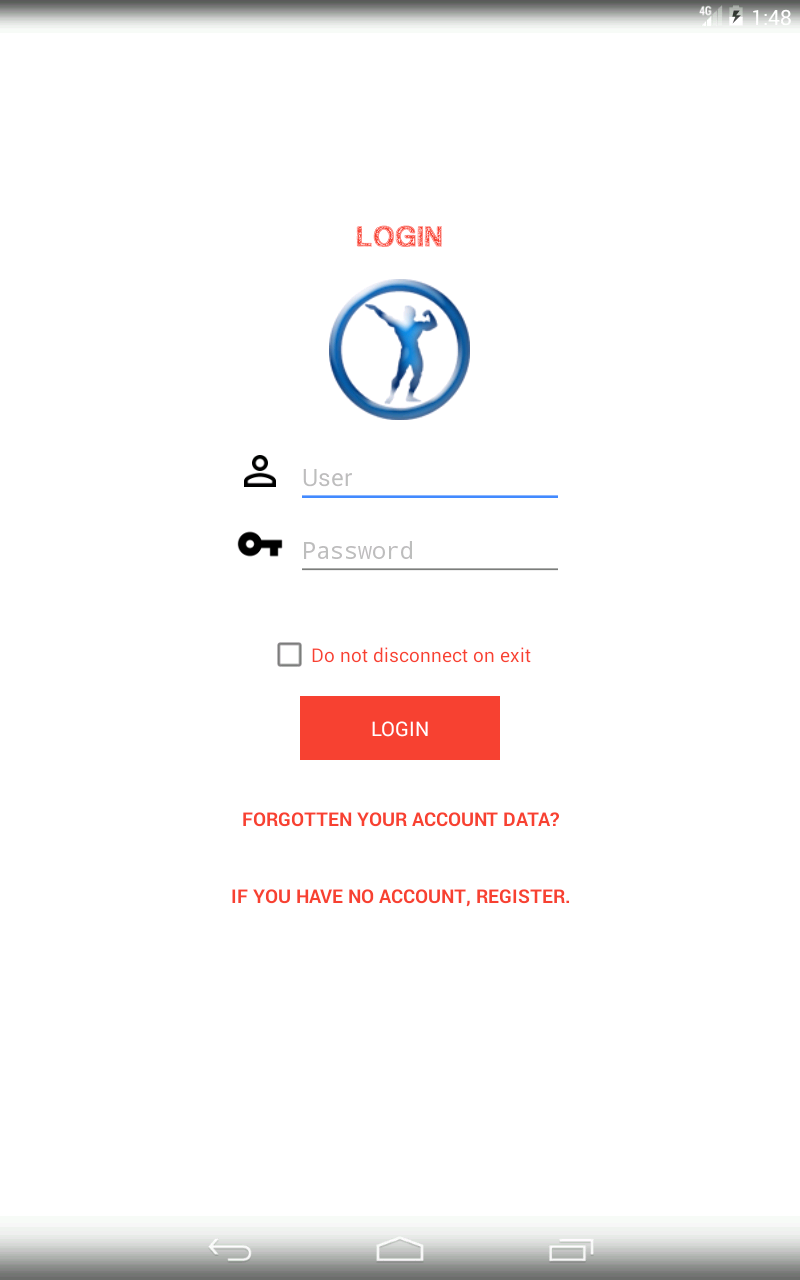 4G 1:48
LOGIN
User
Password
Do not disconnect on exit
LOGIN
FORGOTTEN YOUR ACCOUNT DATA?
IF YOU HAVE NO ACCOUNT, REGISTER.